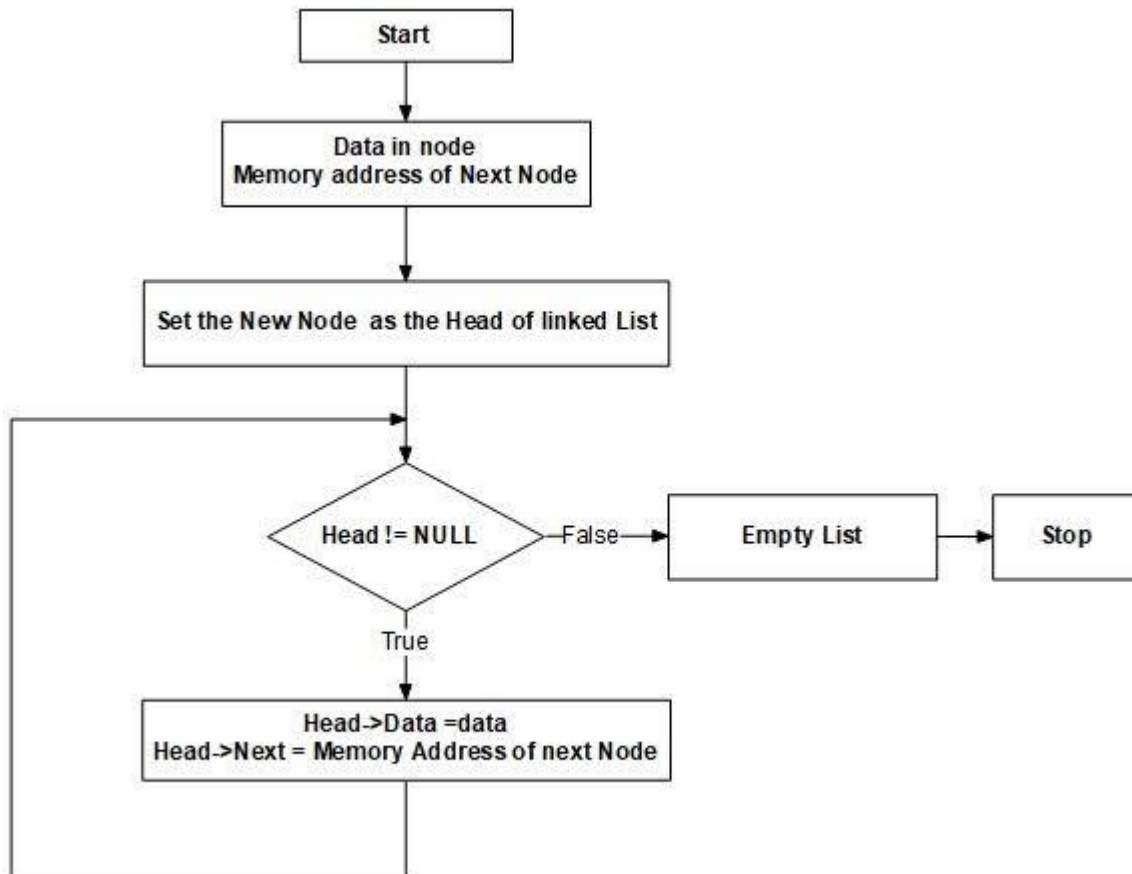 Start
Data in node
Memory address of Next Node
Set the New Node as the Head of linked List
Head != NULL
False
Empty List
Stop
True
Head->Data =data
Head->Next = Memory Address of next Node